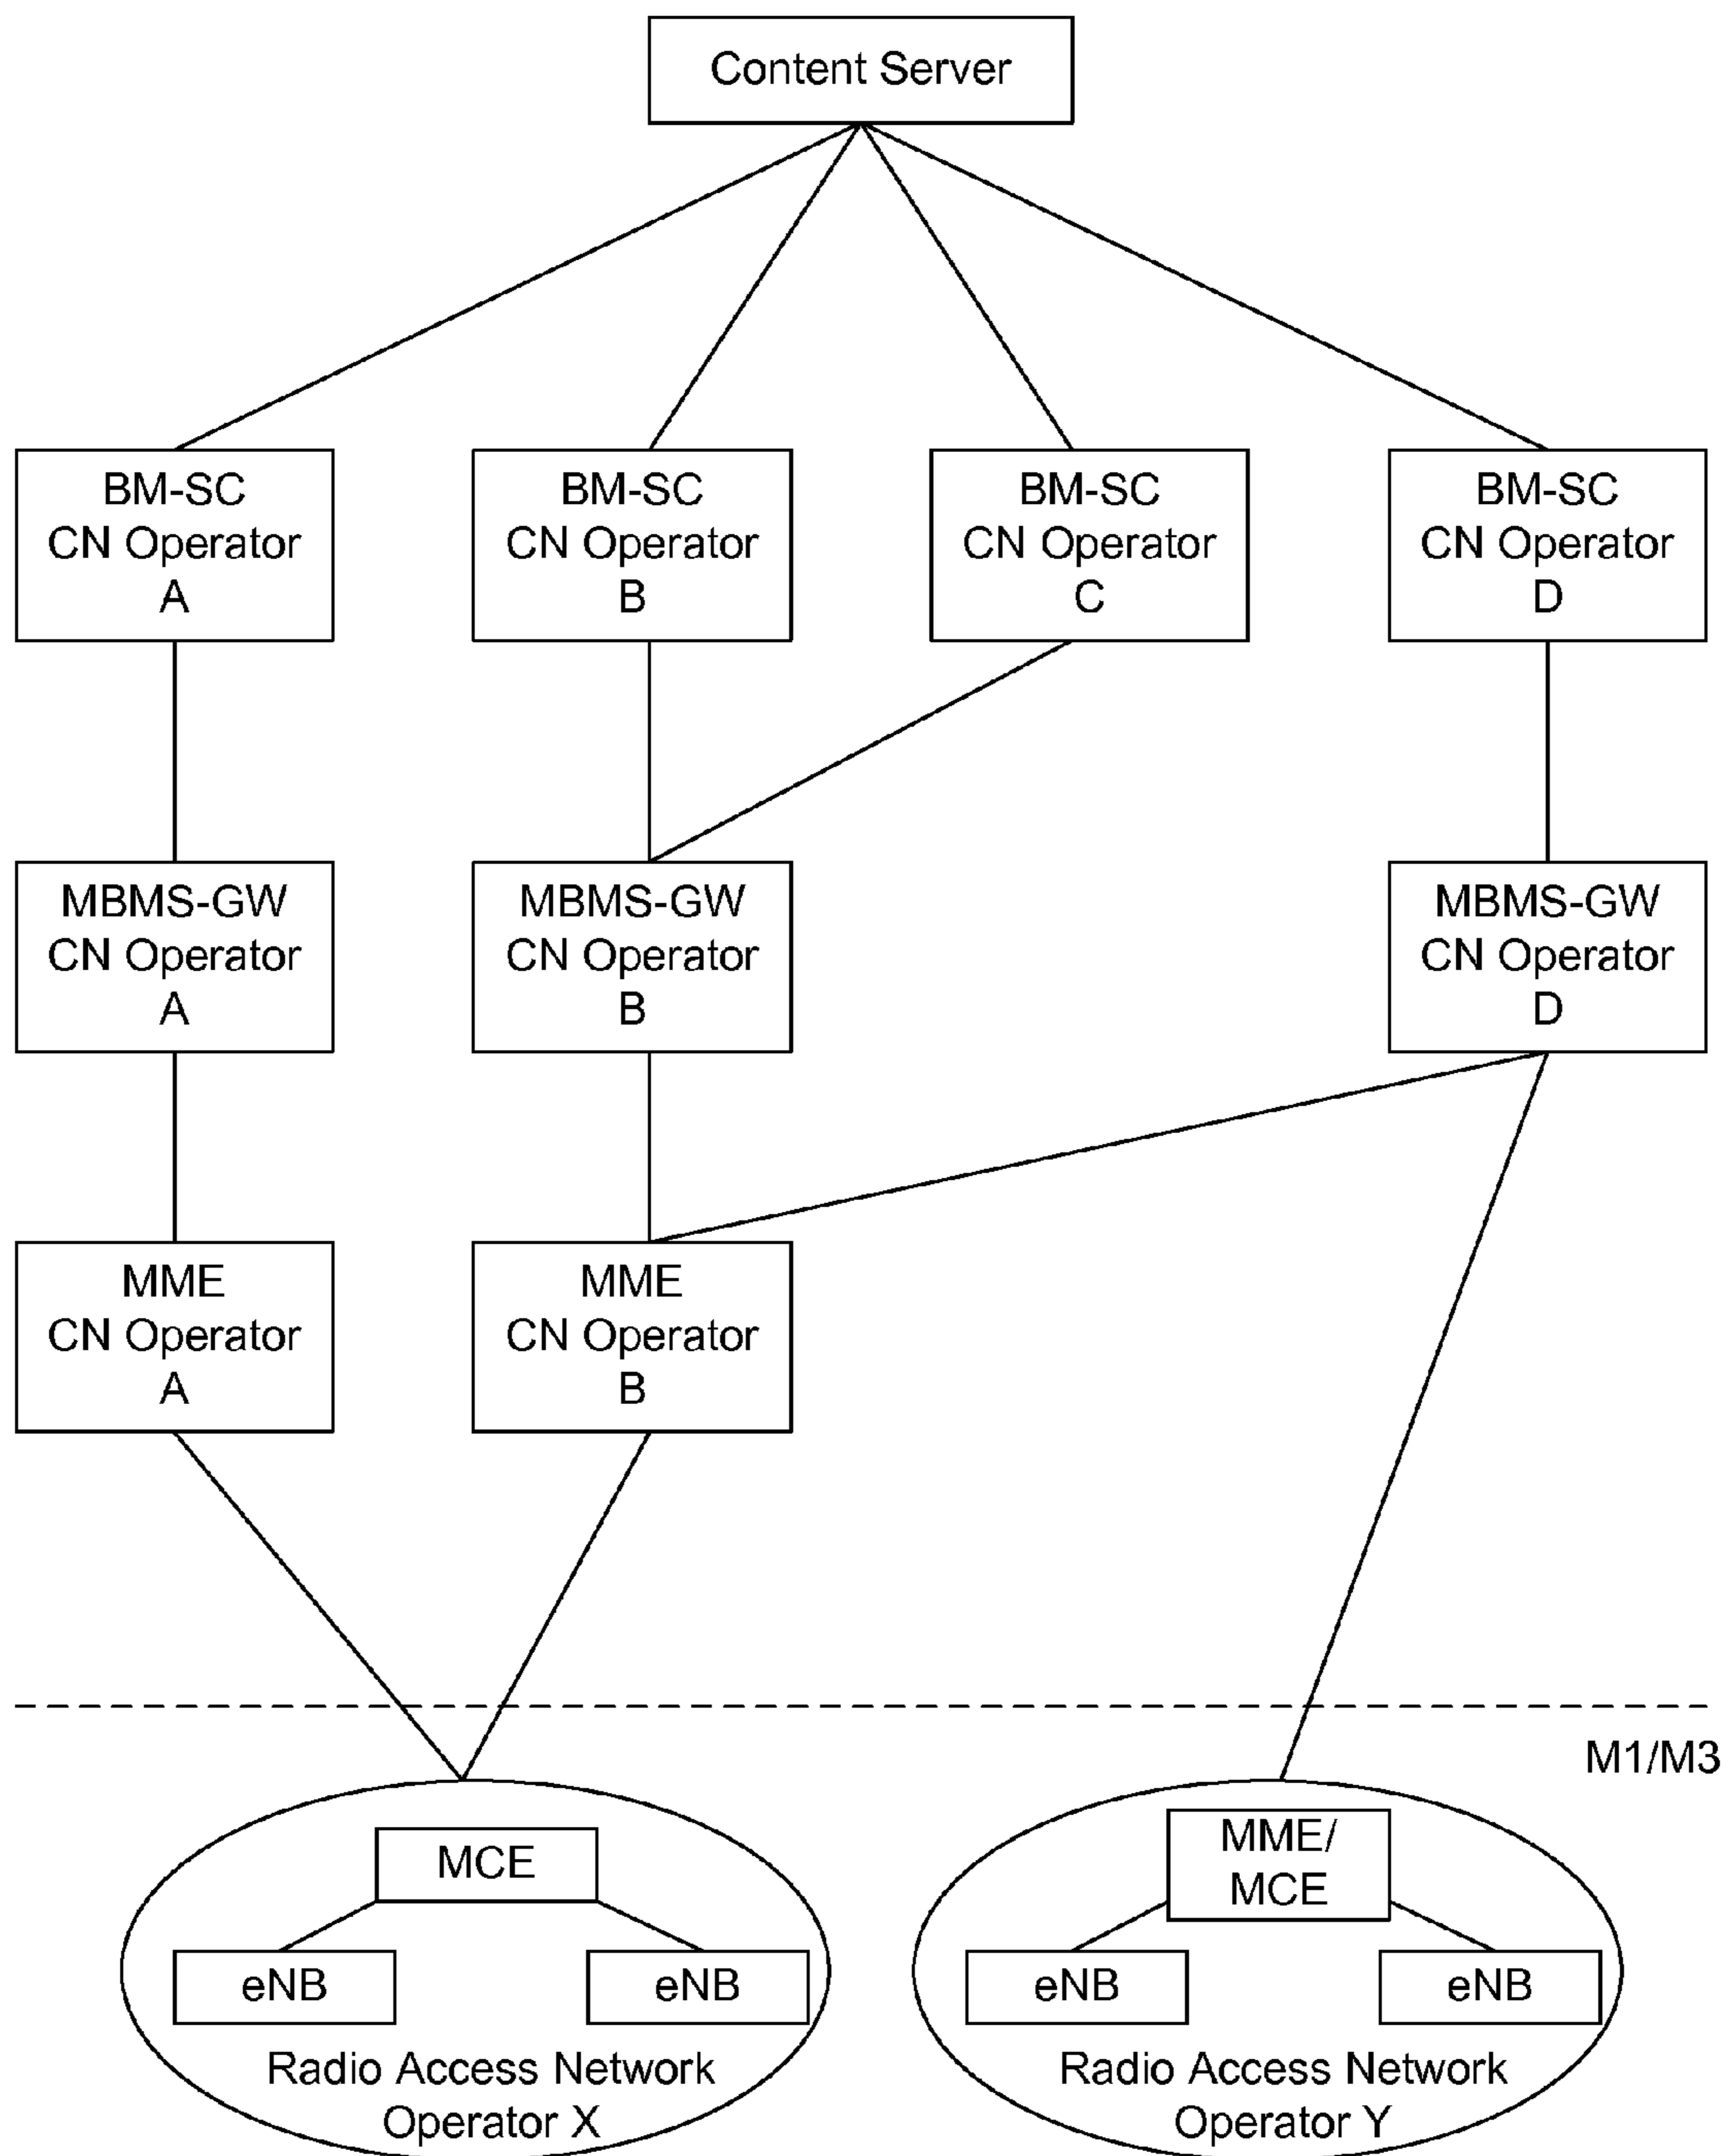 Content Server
BM-SC
CN Operator
A
BM-SC
CN Operator
B
BM-SC
CN Operator
C
BM-SC
CN Operator
D
MBMS-GW
CN Operator
A
MBMS-GW
CN Operator
B
MBMS-GW
CN Operator
D
MME
CN Operator
A
MME
CN Operator
B
M1/M3
MCE
eNB
eNB
Radio Access Network
Operator X
MME/
MCE
eNB
eNB
Radio Access Network
Operator Y